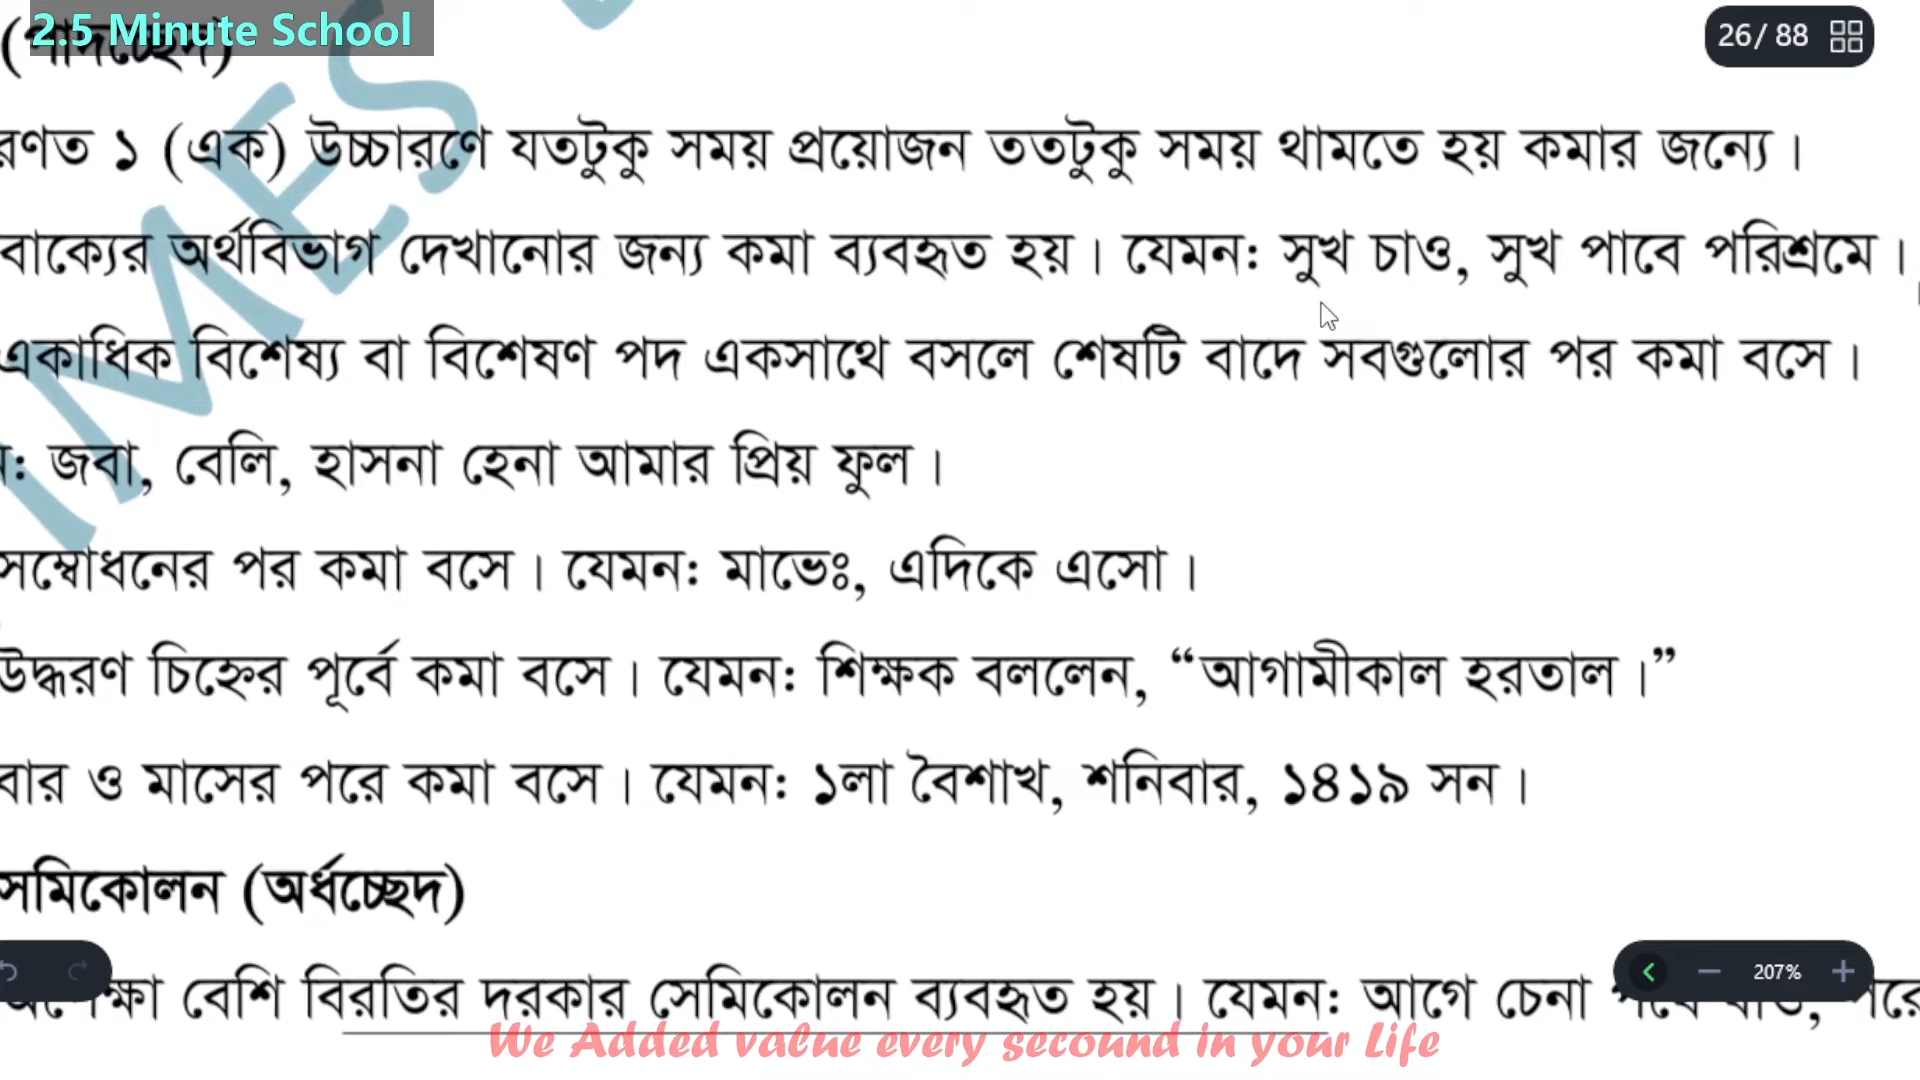 2.5 Minute School
26/ 88
(পাদচ্ছেদ)
রণত ১ (এক) উচ্চারণে যতটুকু সময় প্রয়োজন ততটুকু সময় থামতে হয় কমার জন্যে।
বাক্যের অর্থবিভাগ দেখানোর জন্য কমা ব্যবহৃত হয়। যেমন: সুখ চাও, সুখ পাবে পরিশ্রমে।
একাধিক বিশেষ্য বা বিশেষণ পদ একসাথে বসলে শেষটি বাদে সবগুলোর পর কমা বসে।
ন: জবা, বেলি, হাসনা হেনা আমার প্রিয় ফুল।
সম্বোধনের পর কমা বসে। যেমন: মাভেঃ, এদিকে এসো।
উদ্ধরণ চিহ্নের পূর্বে কমা বসে। যেমন: শিক্ষক বললেন, “আগামীকাল হরতাল।”
বার ও মাসের পরে কমা বসে। যেমন: ১লা বৈশাখ, শনিবার, ১৪১৯ সন।
সমিকোলন (অর্ধচ্ছেদ)
বেশি বিরতির দরকার সেমিকোলন ব্যবহৃত হয়। যেমন: আগে চেনা
207%
We Added value every secound in your Life